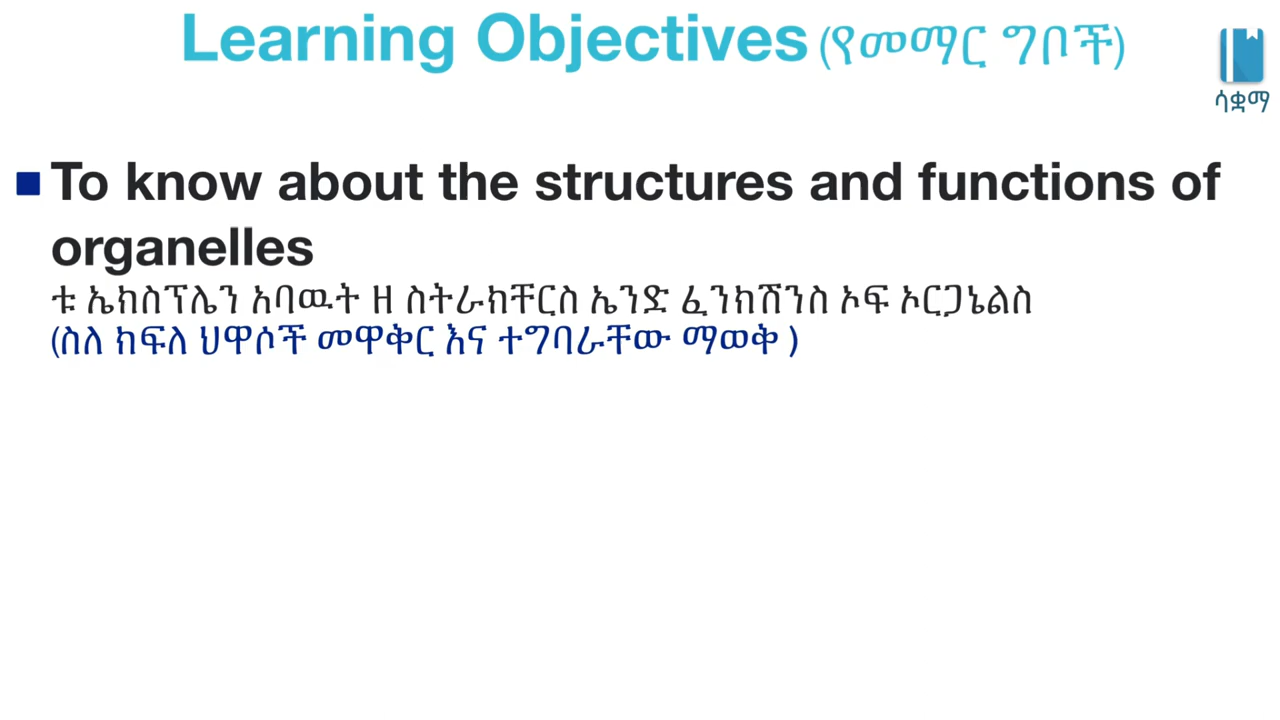 Learning Objectives (የመማር ግቦች)
ሳቋማ
To know about the structures and functions of
organelles
ቱ ኤክስፕሌን አባዉት ዘ ስትራክቸርስ ኤንድ ፈንክሽንስ ኦፍ ኦርጋኔልስ
(ስለ ክፍለ ህዋሶች መዋቅር እና ተግባራቸው ማወቅ )